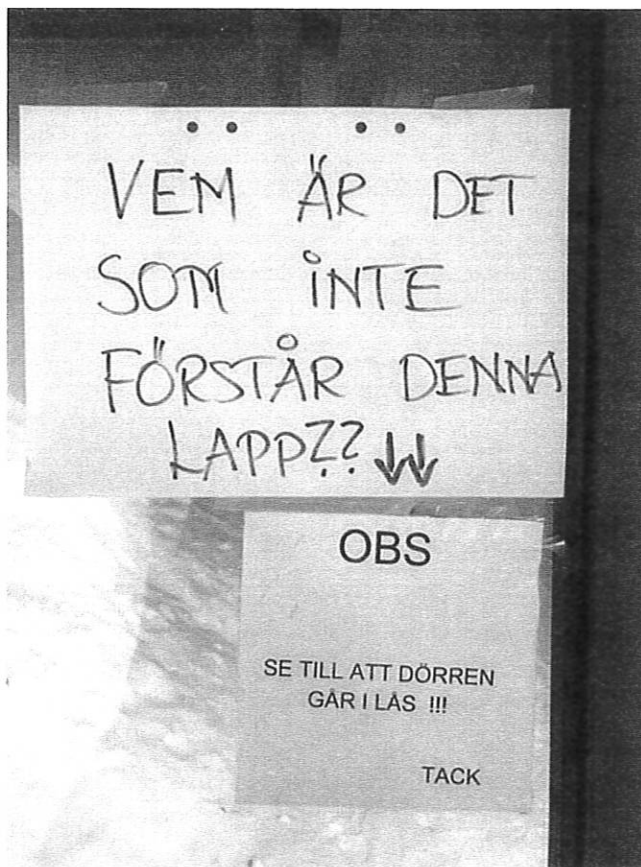 VEM ÄR DET
SOM INTE
FÖRSTÅR DENNA
LAPP??
OBS
SE TILL ATT DÖRREN
GÅR I LÅS !!!
TACK